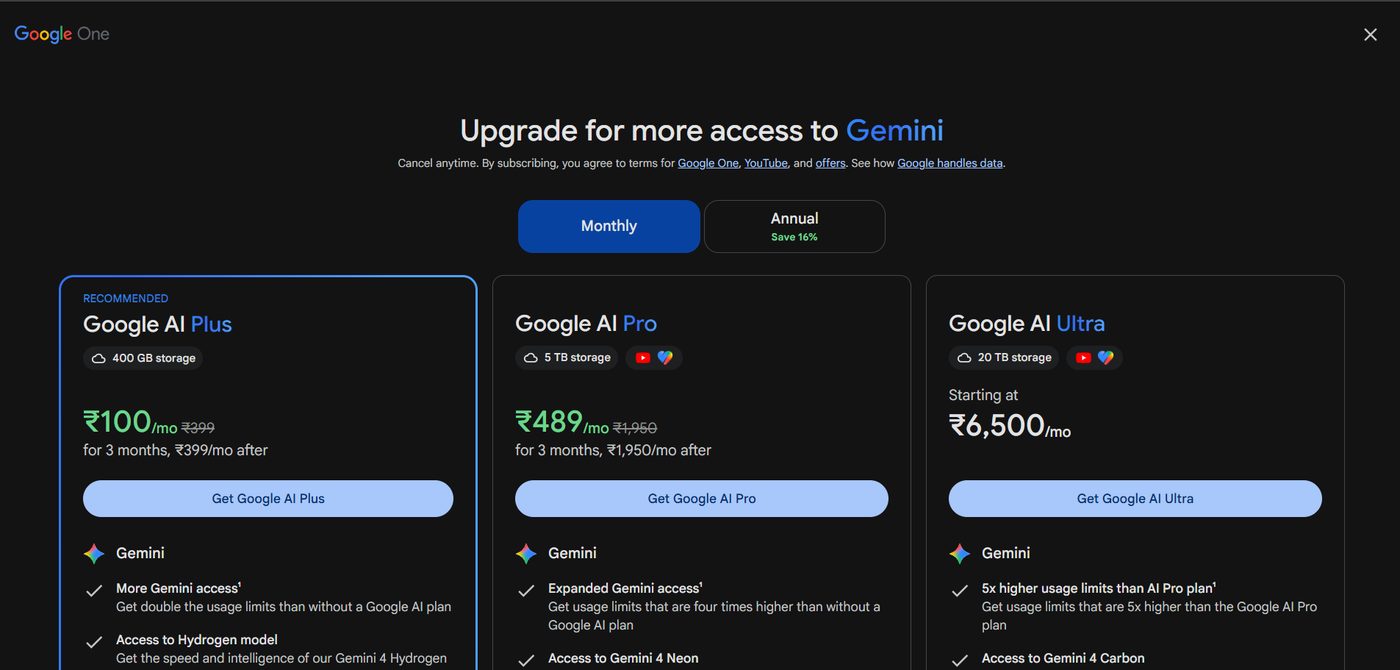 Google One
Upgrade for more access to Gemini
Cancel anytime. By subscribing, you agree to terms for Google One, YouTube, and offers. See how Google handles data.
Monthly
Annual
Save 16%
RECOMMENDED
Google AI Plus
400 GB storage
₹100/mo ₹399
for 3 months, ₹399/mo after
Get Google AI Plus
Gemini
More Gemini access¹
Get double the usage limits than without a Google AI plan
Access to Hydrogen model
Get the speed and intelligence of our Gemini 4 Hydrogen
Google AI Pro
5 TB storage
₹489/mo ₹1,950
for 3 months, ₹1,950/mo after
Get Google AI Pro
Gemini
Expanded Gemini access¹
Get usage limits that are four times higher than without a
Google AI plan
Access to Gemini 4 Neon
Google AI Ultra
20 TB storage
Starting at
₹6,500/mo
Get Google AI Ultra
Gemini
5x higher usage limits than AI Pro plan¹
Get usage limits that are 5x higher than the Google AI Pro
plan
Access to Gemini 4 Carbon